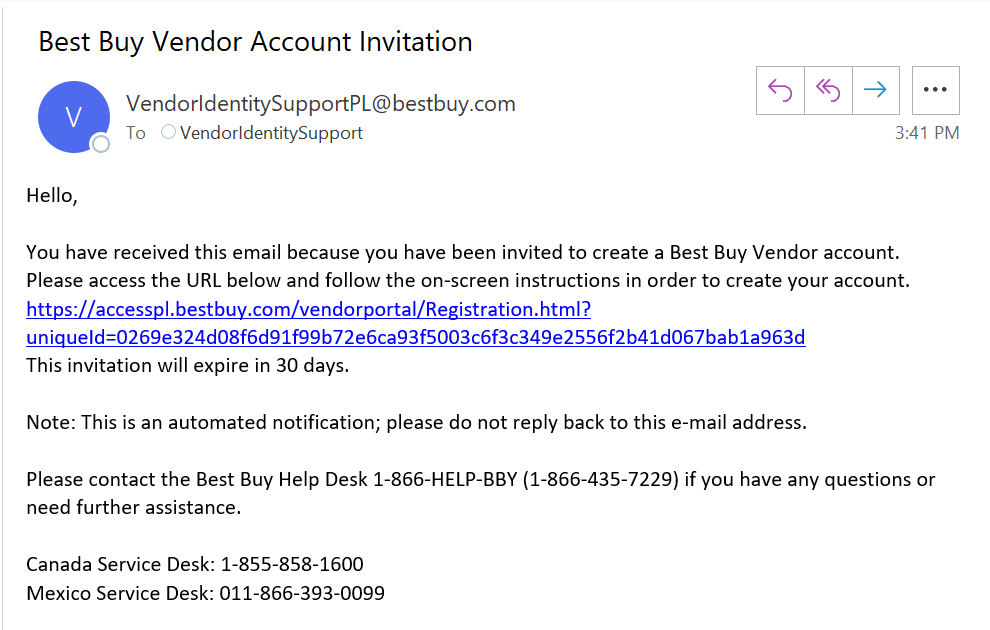 Best Buy Vendor Account Invitation
V
VendorIdentitySupportPL@bestbuy.com
To VendorIdentitySupport
3:41 PM
Hello,
You have received this email because you have been invited to create a Best Buy Vendor account.
Please access the URL below and follow the on-screen instructions in order to create your account.
https://accesspl.bestbuy.com/vendorportal/Registration.html?
uniqueId=0269e324d08f6d91f99b72e6ca93f5003c6f3c349e2556f2b41d067bab1a963d
This invitation will expire in 30 days.
Note: This is an automated notification; please do not reply back to this e-mail address.
Please contact the Best Buy Help Desk 1-866-HELP-BBY (1-866-435-7229) if you have any questions or
need further assistance.
Canada Service Desk: 1-855-858-1600
Mexico Service Desk: 011-866-393-0099